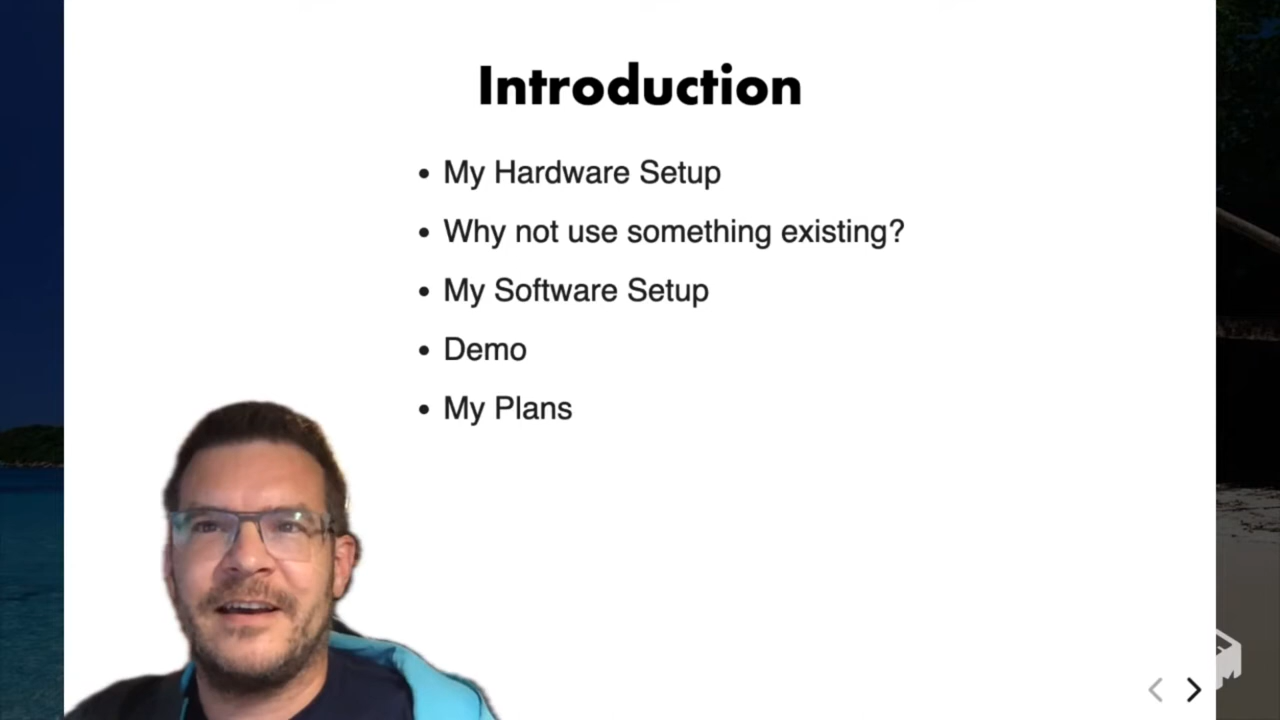 Introduction
My Hardware Setup
Why not use something existing?
My Software Setup
Demo
My Plans